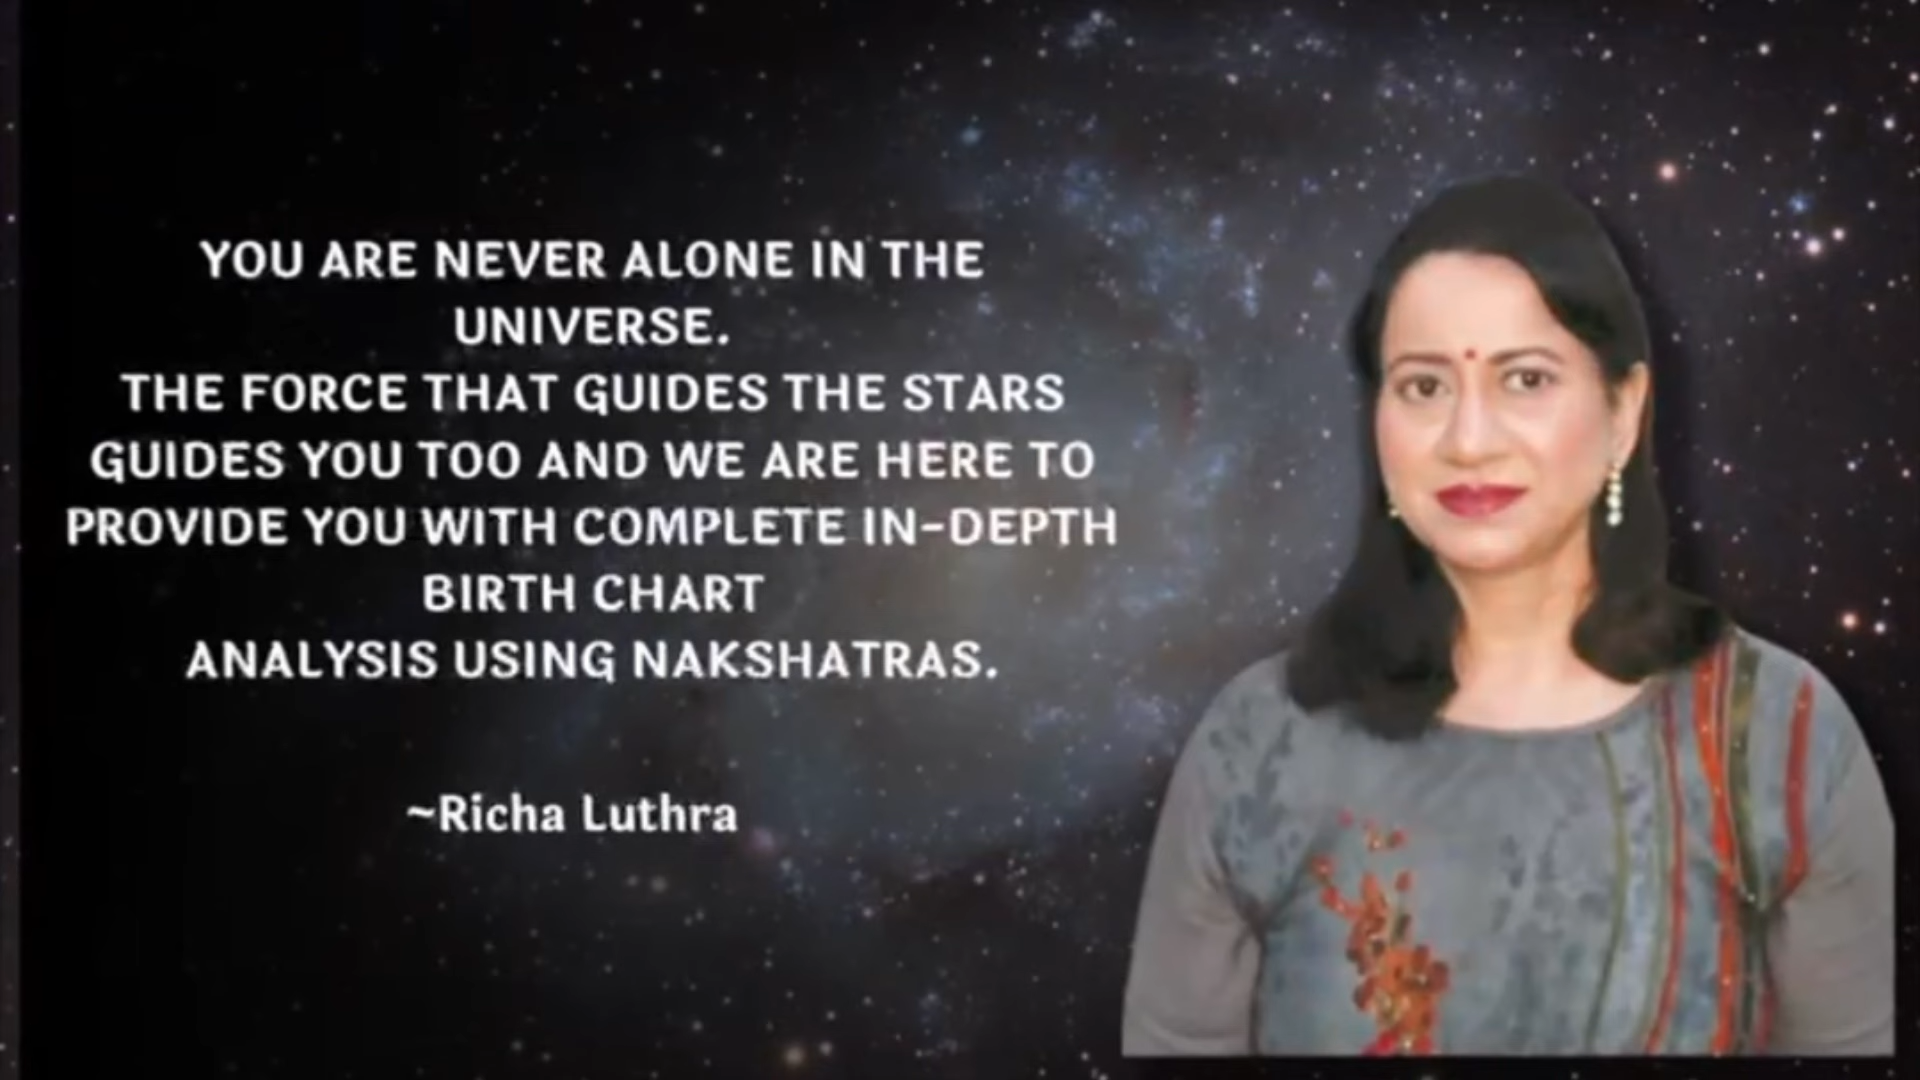 YOU ARE NEVER ALONE IN THE
UNIVERSE.
THE FORCE THAT GUIDES THE STARS
GUIDES YOU TOO AND WE ARE HERE TO
PROVIDE YOU WITH COMPLETE IN-DEPTH
BIRTH CHART
ANALYSIS USING NAKSHATRAS.
~Richa Luthra